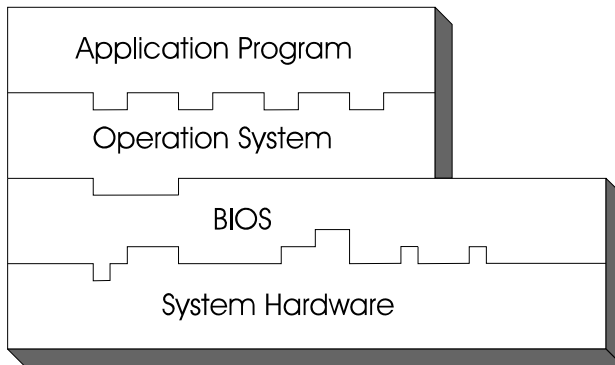 Application Program
Operation System
BIOS
System Hardware